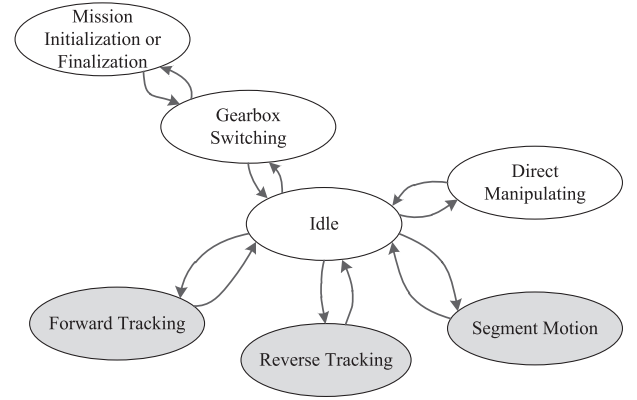 Mission
Initialization or
Finalization
Gearbox
Switching
Direct
Manipulating
Idle
Forward Tracking
Reverse Tracking
Segment Motion